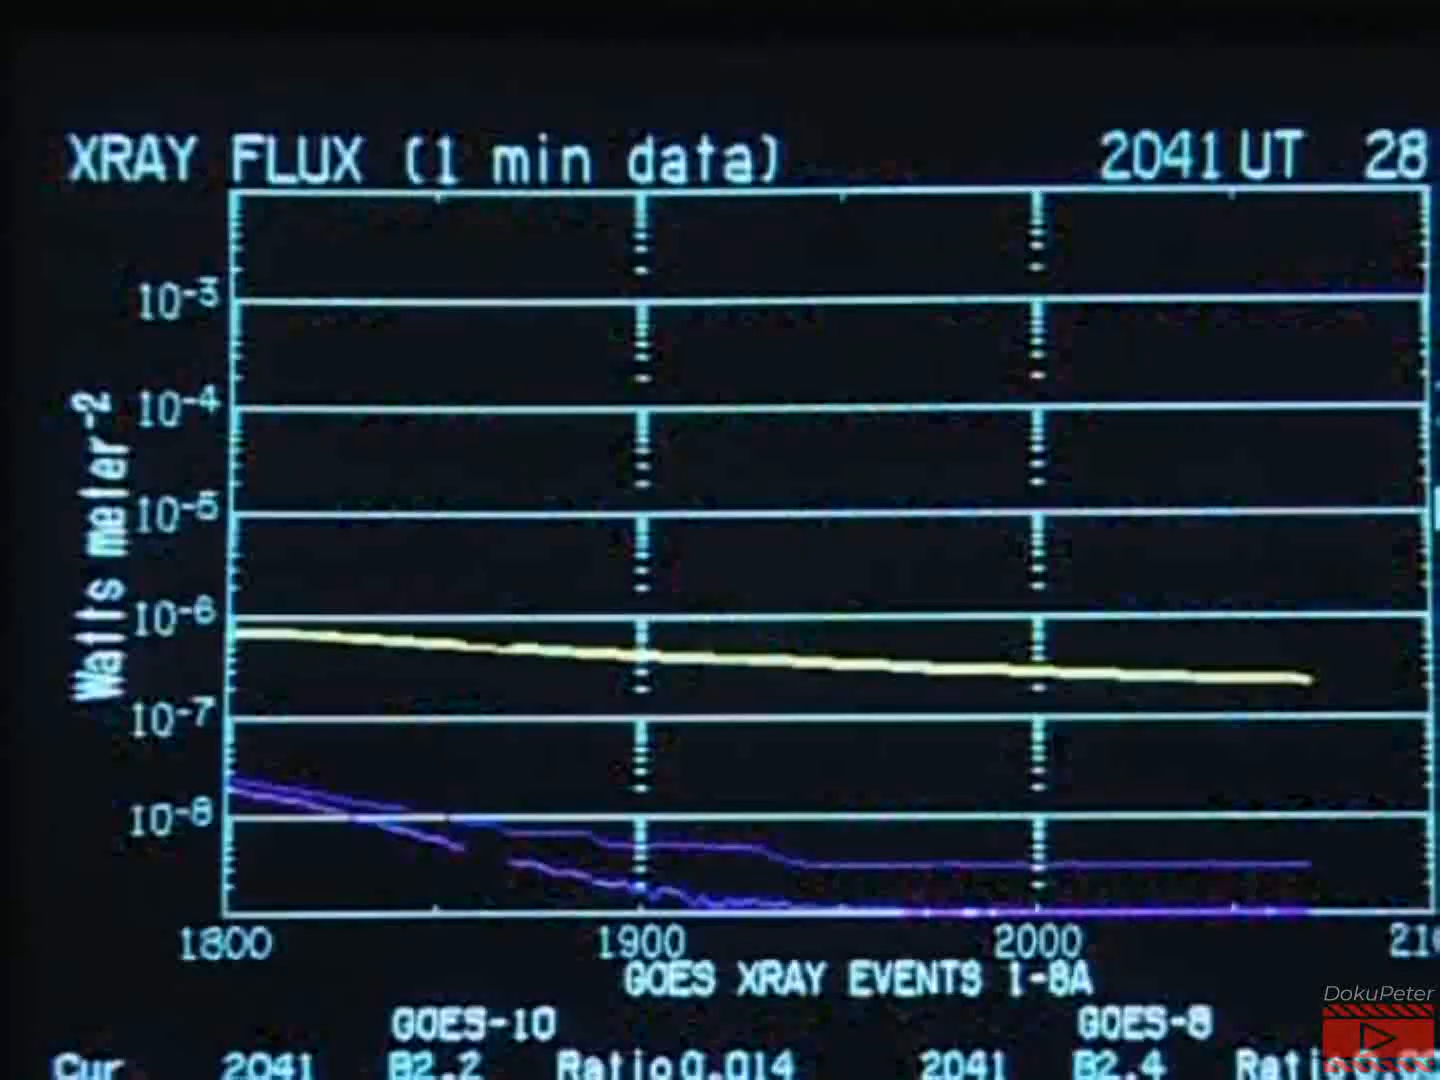 XRAY FLUX (1 min data) 2041 UT 28
10-3
10-4
10-5
10-6
10-7
10-8
Watts meter-2
1800 1900 2000
GOES XRAY EVENTS 1-8A
GOES-10 GOES-8
Cur 2041 B2.2 Ratio 0.014 2041 B2.4 Ratio
DokuPeter